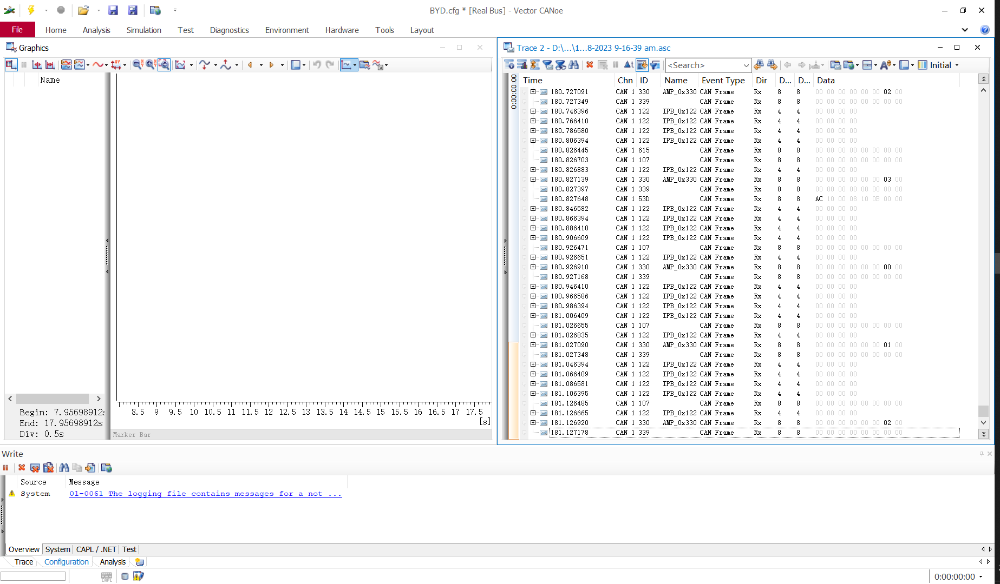 BYD.cfg * [Real Bus] - Vector CANoe
File Home Analysis Simulation Test Diagnostics Environment Hardware Tools Layout
Graphics
Name
8.5 9 9.5 10 10.5 11 11.5 12 12.5 13 13.5 14 14.5 15 15.5 16 16.5 17 17.5
[s]
Begin: 7.95698912s
End: 17.95698912s
Div: 0.5s
Marker Bar
Trace 2 - D:\...\1...8-2023 9-16-39 am.asc
<Search> Initial
0:00:00:00
Time Chn ID Name Event Type Dir D... D... Data
180.727091 CAN 1 330 AMP_0x330 CAN Frame Rx 8 8 00 00 00 00 00 00 02 00
180.727349 CAN 1 339 CAN Frame Rx 8 8 00 00 00 00 00 00 00 00
180.746396 CAN 1 122 IPB_0x122 CAN Frame Rx 4 4 00 00 00 00
180.766410 CAN 1 122 IPB_0x122 CAN Frame Rx 4 4 00 00 00 00
180.786580 CAN 1 122 IPB_0x122 CAN Frame Rx 4 4 00 00 00 00
180.806394 CAN 1 122 IPB_0x122 CAN Frame Rx 4 4 00 00 00 00
180.826445 CAN 1 615 CAN Frame Rx 8 8 00 00 00 00 00 00 00 00
180.826703 CAN 1 107 CAN Frame Rx 8 8 00 00 00 00 00 00 00 00
180.826883 CAN 1 122 IPB_0x122 CAN Frame Rx 4 4 00 00 00 00
180.827139 CAN 1 330 AMP_0x330 CAN Frame Rx 8 8 00 00 00 00 00 00 03 00
180.827397 CAN 1 339 CAN Frame Rx 8 8 00 00 00 00 00 00 00 00
180.827648 CAN 1 53D CAN Frame Rx 8 8 AC 10 00 08 10 0B 00 00
180.846582 CAN 1 122 IPB_0x122 CAN Frame Rx 4 4 00 00 00 00
180.866394 CAN 1 122 IPB_0x122 CAN Frame Rx 4 4 00 00 00 00
180.886410 CAN 1 122 IPB_0x122 CAN Frame Rx 4 4 00 00 00 00
180.906609 CAN 1 122 IPB_0x122 CAN Frame Rx 4 4 00 00 00 00
180.926471 CAN 1 107 CAN Frame Rx 8 8 00 00 00 00 00 00 00 00
180.926651 CAN 1 122 IPB_0x122 CAN Frame Rx 4 4 00 00 00 00
180.926910 CAN 1 330 AMP_0x330 CAN Frame Rx 8 8 00 00 00 00 00 00 00 00
180.927168 CAN 1 339 CAN Frame Rx 8 8 00 00 00 00 00 00 00 00
180.946410 CAN 1 122 IPB_0x122 CAN Frame Rx 4 4 00 00 00 00
180.966586 CAN 1 122 IPB_0x122 CAN Frame Rx 4 4 00 00 00 00
180.986394 CAN 1 122 IPB_0x122 CAN Frame Rx 4 4 00 00 00 00
181.006409 CAN 1 122 IPB_0x122 CAN Frame Rx 4 4 00 00 00 00
181.026655 CAN 1 107 CAN Frame Rx 8 8 00 00 00 00 00 00 00 00
181.026835 CAN 1 122 IPB_0x122 CAN Frame Rx 4 4 00 00 00 00
181.027090 CAN 1 330 AMP_0x330 CAN Frame Rx 8 8 00 00 00 00 00 00 01 00
181.027348 CAN 1 339 CAN Frame Rx 8 8 00 00 00 00 00 00 00 00
181.046394 CAN 1 122 IPB_0x122 CAN Frame Rx 4 4 00 00 00 00
181.066409 CAN 1 122 IPB_0x122 CAN Frame Rx 4 4 00 00 00 00
181.086581 CAN 1 122 IPB_0x122 CAN Frame Rx 4 4 00 00 00 00
181.106395 CAN 1 122 IPB_0x122 CAN Frame Rx 4 4 00 00 00 00
181.126485 CAN 1 107 CAN Frame Rx 8 8 00 00 00 00 00 00 00 00
181.126665 CAN 1 122 IPB_0x122 CAN Frame Rx 4 4 00 00 00 00
181.126920 CAN 1 330 AMP_0x330 CAN Frame Rx 8 8 00 00 00 00 00 00 02 00
181.127178 CAN 1 339 CAN Frame Rx 8 8 00 00 00 00 00 00 00 00
Write
Source Message
System 01-0061 The logging file contains messages for a not ...
Overview System CAPL / .NET Test
Trace Configuration Analysis
CAPL
0:00:00:00